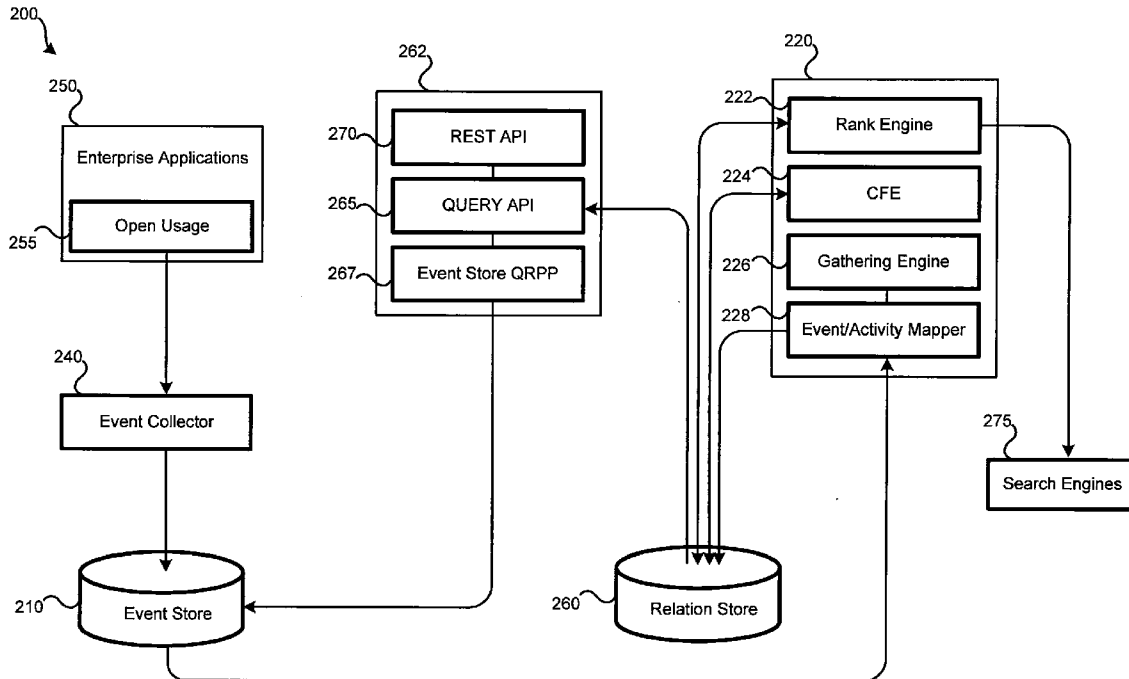 200
250
Enterprise Applications
Open Usage
255
240
Event Collector
210
Event Store
262
270
REST API
265
QUERY API
267
Event Store QRPP
220
222
Rank Engine
224
CFE
226
Gathering Engine
228
Event/Activity Mapper
275
Search Engines
260
Relation Store